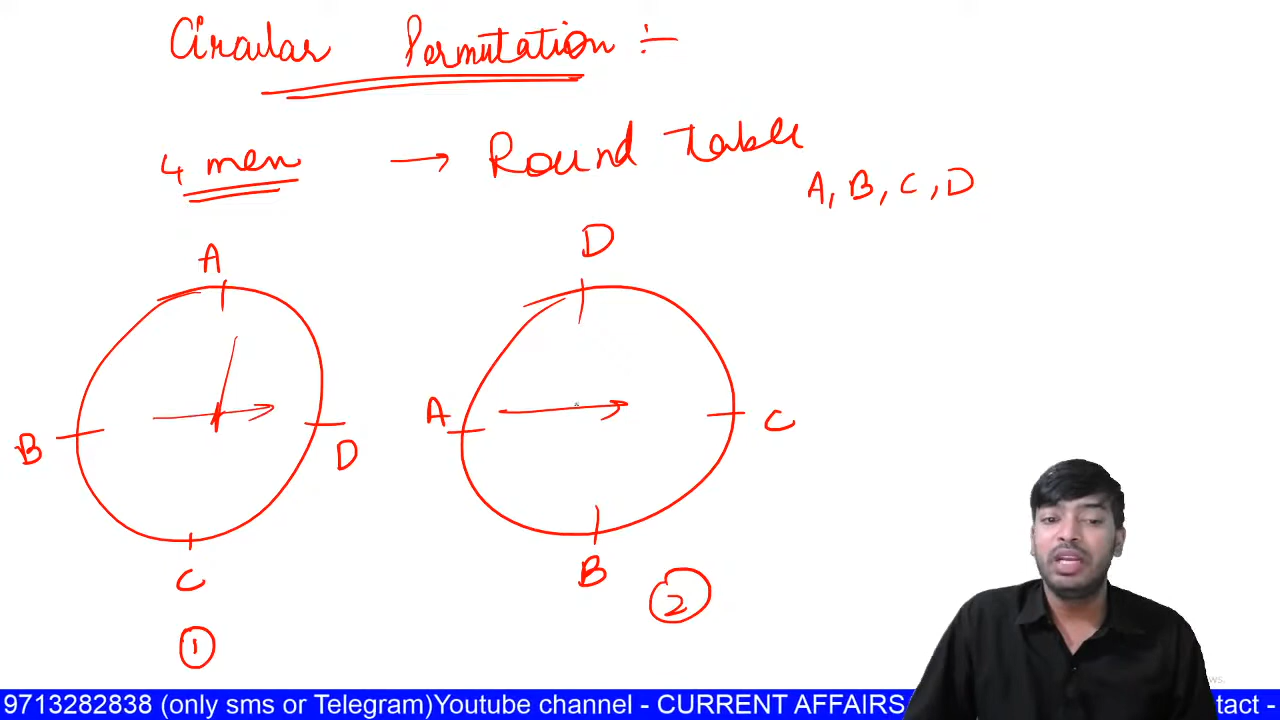 Circular Permutation :-
4 men → Round Table
A, B, C, D
A
B
D
C
①
D
A
C
B
②
9713282838 (only sms or Telegram)Youtube channel - CURRENT AFFAIRS
tact -